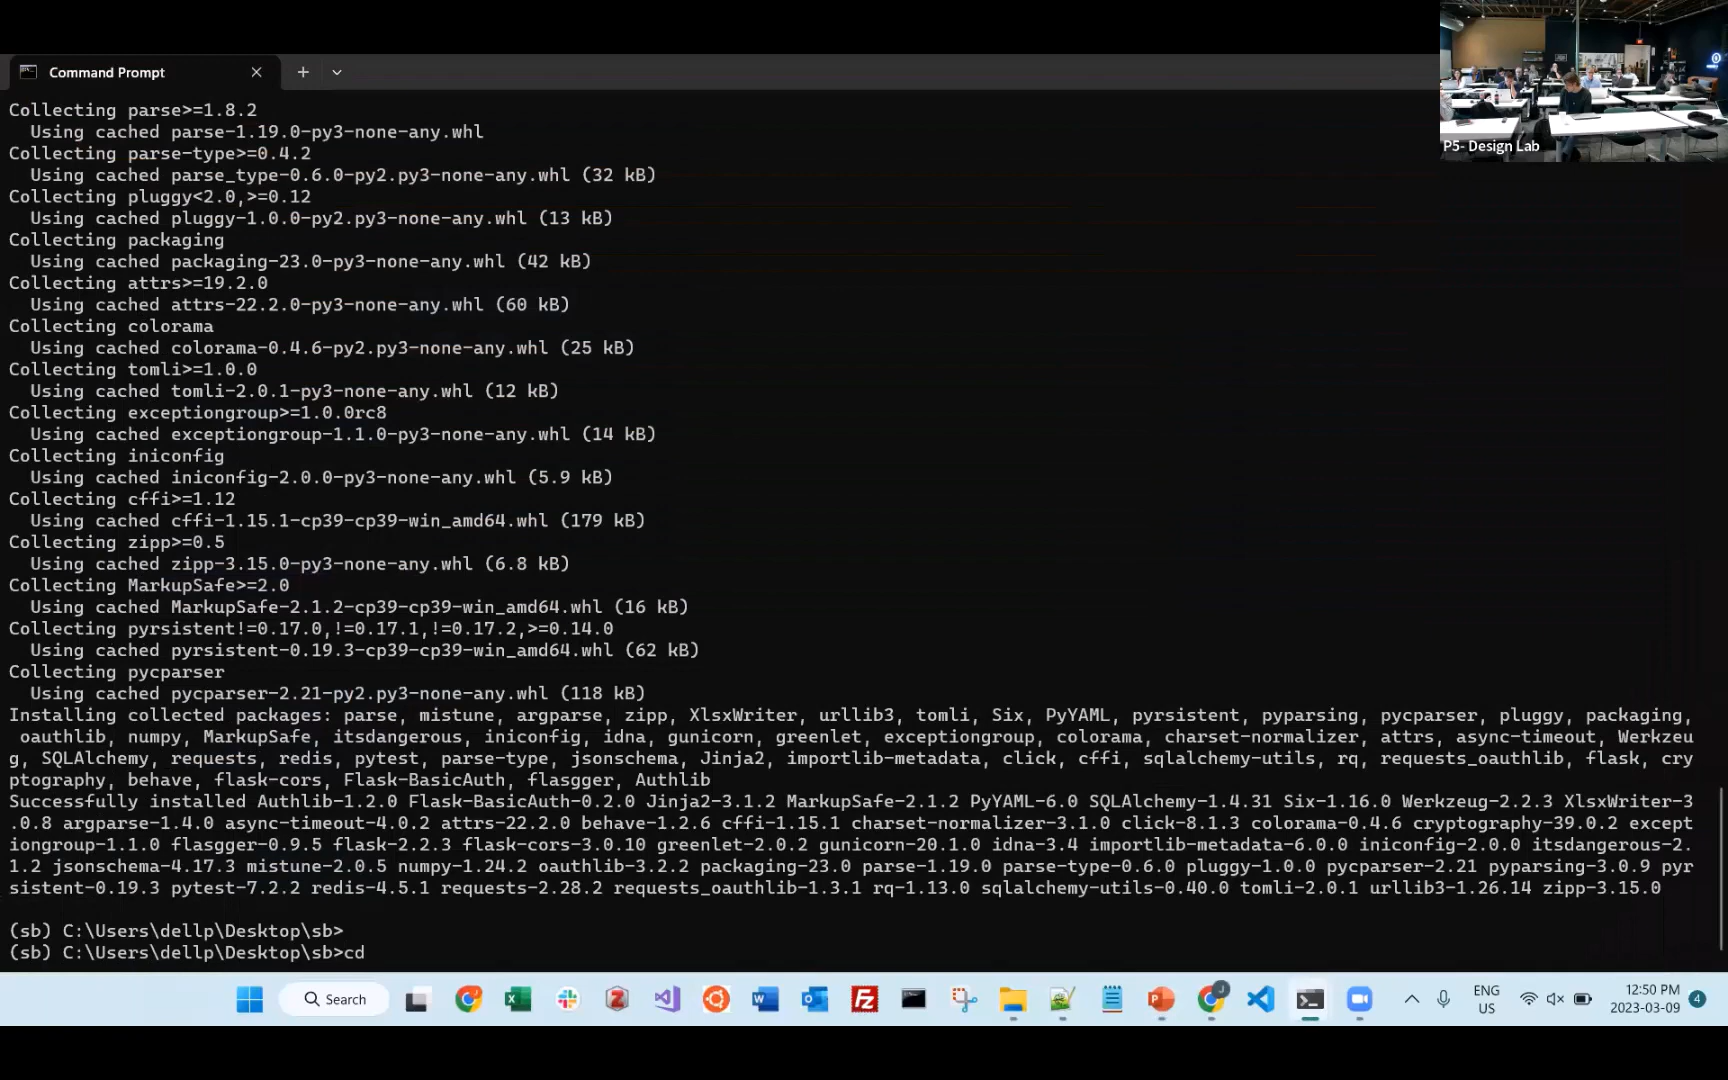 Command Prompt
Collecting parse>=1.8.2
Using cached parse-1.19.0-py3-none-any.whl
Collecting parse-type>=0.4.2
Using cached parse_type-0.6.0-py2.py3-none-any.whl (32 kB)
Collecting pluggy<2.0,>=0.12
Using cached pluggy-1.0.0-py2.py3-none-any.whl (13 kB)
Collecting packaging
Using cached packaging-23.0-py3-none-any.whl (42 kB)
Collecting attrs>=19.2.0
Using cached attrs-22.2.0-py3-none-any.whl (60 kB)
Collecting colorama
Using cached colorama-0.4.6-py2.py3-none-any.whl (25 kB)
Collecting tomli>=1.0.0
Using cached tomli-2.0.1-py3-none-any.whl (12 kB)
Collecting exceptiongroup>=1.0.0rc8
Using cached exceptiongroup-1.1.0-py3-none-any.whl (14 kB)
Collecting iniconfig
Using cached iniconfig-2.0.0-py3-none-any.whl (5.9 kB)
Collecting cffi>=1.12
Using cached cffi-1.15.1-cp39-cp39-win_amd64.whl (179 kB)
Collecting zipp>=0.5
Using cached zipp-3.15.0-py3-none-any.whl (6.8 kB)
Collecting MarkupSafe>=2.0
Using cached MarkupSafe-2.1.2-cp39-cp39-win_amd64.whl (16 kB)
Collecting pyrsistent!=0.17.0,!=0.17.1,!=0.17.2,>=0.14.0
Using cached pyrsistent-0.19.3-cp39-cp39-win_amd64.whl (62 kB)
Collecting pycparser
Using cached pycparser-2.21-py2.py3-none-any.whl (118 kB)
Installing collected packages: parse, mistune, argparse, zipp, XlsxWriter, urllib3, tomli, Six, PyYAML, pyrsistent, pyparsing, pycparser, pluggy, packaging,
oauthlib, numpy, MarkupSafe, itsdangerous, iniconfig, idna, gunicorn, greenlet, exceptiongroup, colorama, charset-normalizer, attrs, async-timeout, Werkzeu
g, SQLAlchemy, requests, redis, pytest, parse-type, jsonschema, Jinja2, importlib-metadata, click, cffi, sqlalchemy-utils, rq, requests_oauthlib, flask, cry
ptography, behave, flask-cors, Flask-BasicAuth, flasgger, Authlib
Successfully installed Authlib-1.2.0 Flask-BasicAuth-0.2.0 Jinja2-3.1.2 MarkupSafe-2.1.2 PyYAML-6.0 SQLAlchemy-1.4.31 Six-1.16.0 Werkzeug-2.2.3 XlsxWriter-3
.0.8 argparse-1.4.0 async-timeout-4.0.2 attrs-22.2.0 behave-1.2.6 cffi-1.15.1 charset-normalizer-3.1.0 click-8.1.3 colorama-0.4.6 cryptography-39.0.2 except
iongroup-1.1.0 flasgger-0.9.5 flask-2.2.3 flask-cors-3.0.10 greenlet-2.0.2 gunicorn-20.1.0 idna-3.4 importlib-metadata-6.0.0 iniconfig-2.0.0 itsdangerous-2.
1.2 jsonschema-4.17.3 mistune-2.0.5 numpy-1.24.2 oauthlib-3.2.2 packaging-23.0 parse-1.19.0 parse-type-0.6.0 pluggy-1.0.0 pycparser-2.21 pyparsing-3.0.9 pyr
sistent-0.19.3 pytest-7.2.2 redis-4.5.1 requests-2.28.2 requests_oauthlib-1.3.1 rq-1.13.0 sqlalchemy-utils-0.40.0 tomli-2.0.1 urllib3-1.26.14 zipp-3.15.0
(sb) C:\Users\dellp\Desktop\sb>
(sb) C:\Users\dellp\Desktop\sb>cd
P5- Design Lab
Search
ENG
US
12:50 PM
2023-03-09
4